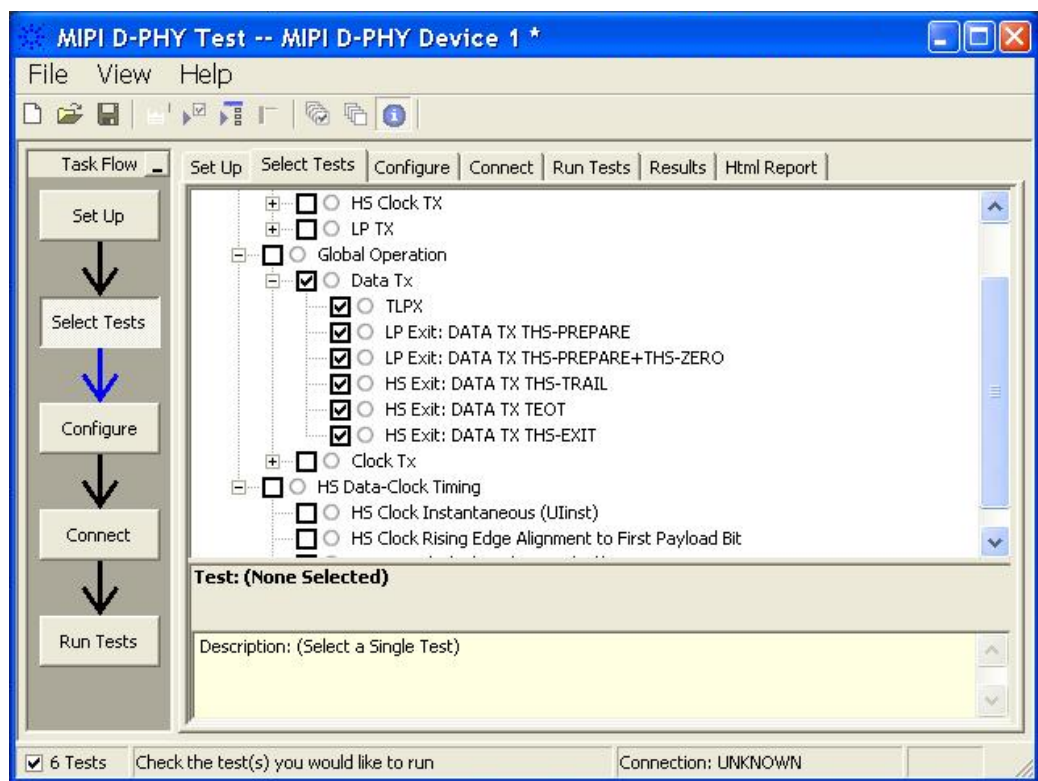 MIPI D-PHY Test -- MIPI D-PHY Device 1 *
File View Help
Task Flow
Set Up
Select Tests
Configure
Connect
Run Tests
Set Up Select Tests Configure Connect Run Tests Results Html Report
HS Clock TX
LP TX
Global Operation
Data Tx
TLPX
LP Exit: DATA TX THS-PREPARE
LP Exit: DATA TX THS-PREPARE+THS-ZERO
HS Exit: DATA TX THS-TRAIL
HS Exit: DATA TX TEOT
HS Exit: DATA TX THS-EXIT
Clock Tx
HS Data-Clock Timing
HS Clock Instantaneous (UIinst)
HS Clock Rising Edge Alignment to First Payload Bit
Test: (None Selected)
Description: (Select a Single Test)
6 Tests Check the test(s) you would like to run Connection: UNKNOWN